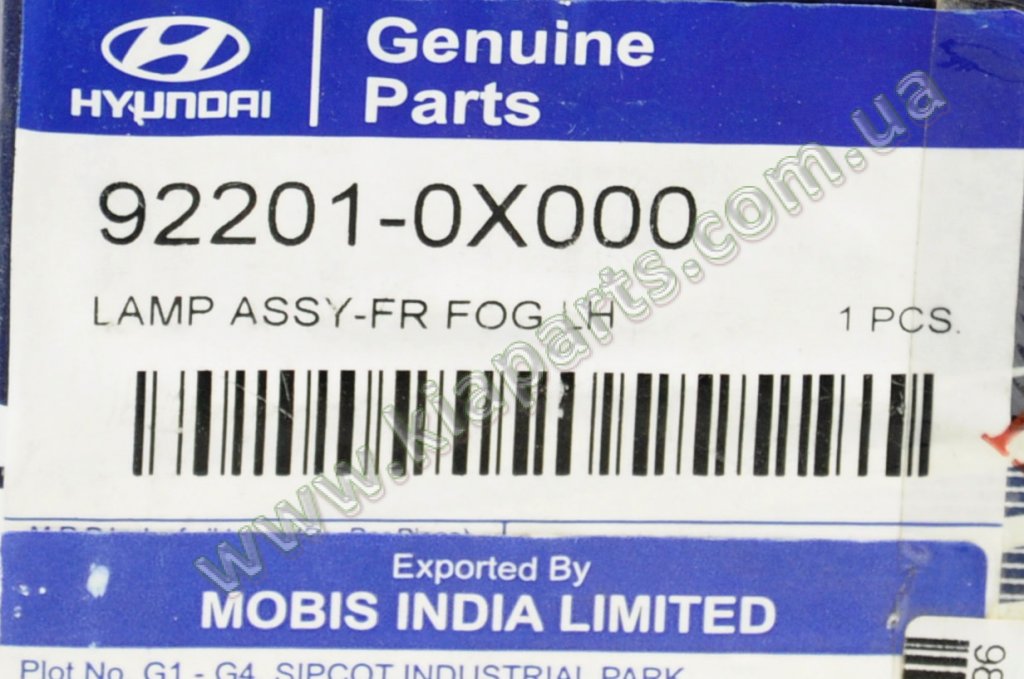 HYUNDAI
Genuine
Parts
92201-0X000
LAMP ASSY-FR FOG LH
1 PCS.
www.kiaparts.com.ua
Exported By
MOBIS INDIA LIMITED
Plot No. G1 - G4, SIPCOT INDUSTRIAL PARK